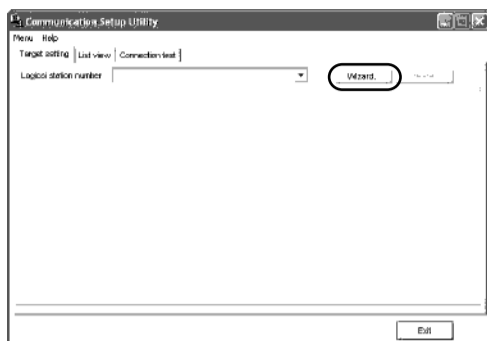 Communication Setup Utility
Menu Help
Target setting List view Connection test
Logical station number Wizard.
Exit